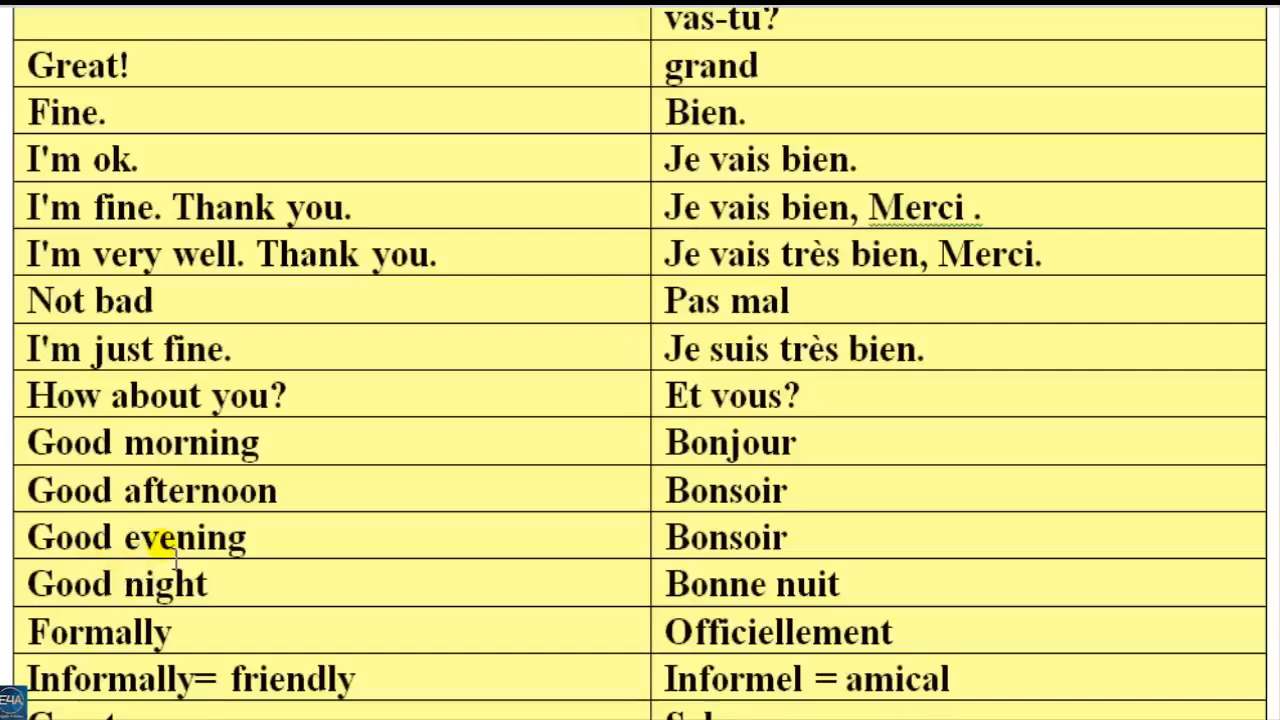 vas-tu?
Great! grand
Fine. Bien.
I'm ok. Je vais bien.
I'm fine. Thank you. Je vais bien, Merci .
I'm very well. Thank you. Je vais très bien, Merci.
Not bad Pas mal
I'm just fine. Je suis très bien.
How about you? Et vous?
Good morning Bonjour
Good afternoon Bonsoir
Good evening Bonsoir
Good night Bonne nuit
Formally Officiellement
Informally= friendly Informel = amical
E4A